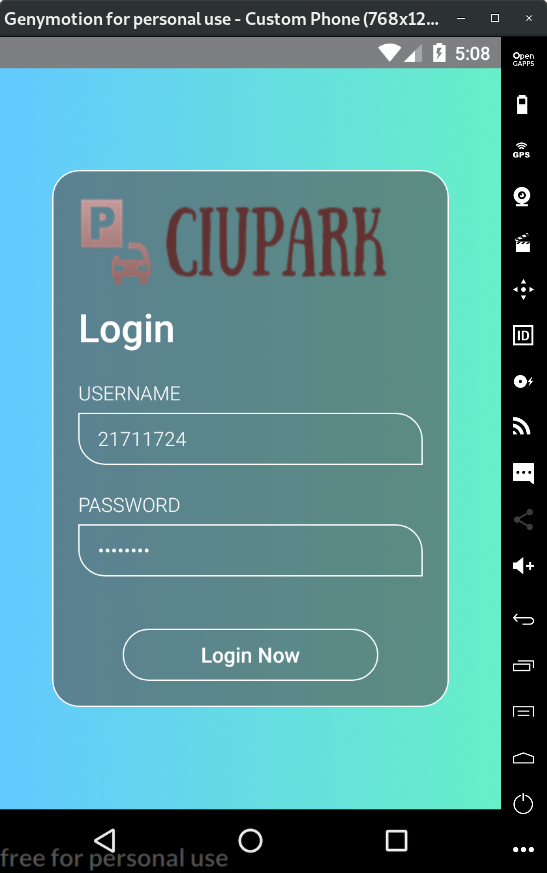 Genymotion for personal use - Custom Phone (768x12...
5:08
Open
GAPPS
GPS
ID
P
CIUPARK
Login
USERNAME
21711724
PASSWORD
••••••••
Login Now
free for personal use